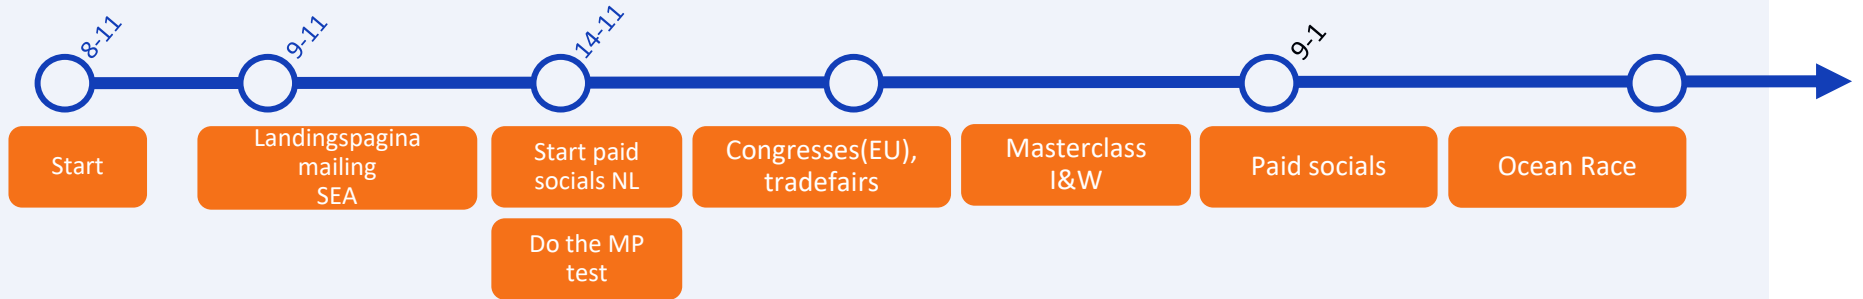 8-11
9-11
14-11
9-1
Start
Landingspagina
mailing
SEA
Start paid
socials NL
Congresses(EU),
tradefairs
Masterclass
I&W
Paid socials
Ocean Race
Do the MP
test